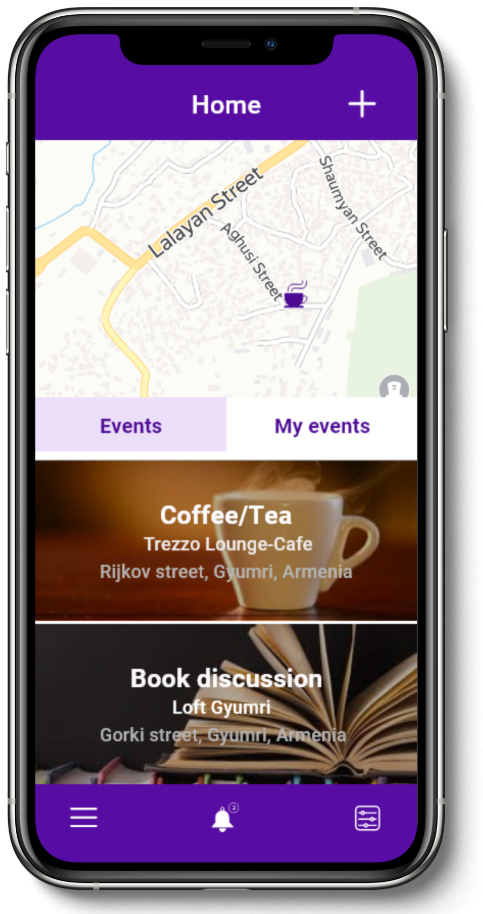 Home
Lalayan Street
Shaumyan Street
Aghusi Street
Events
My events
Coffee/Tea
Trezzo Lounge-Cafe
Rijkov street, Gyumri, Armenia
Book discussion
Loft Gyumri
Gorki street, Gyumri, Armenia
2